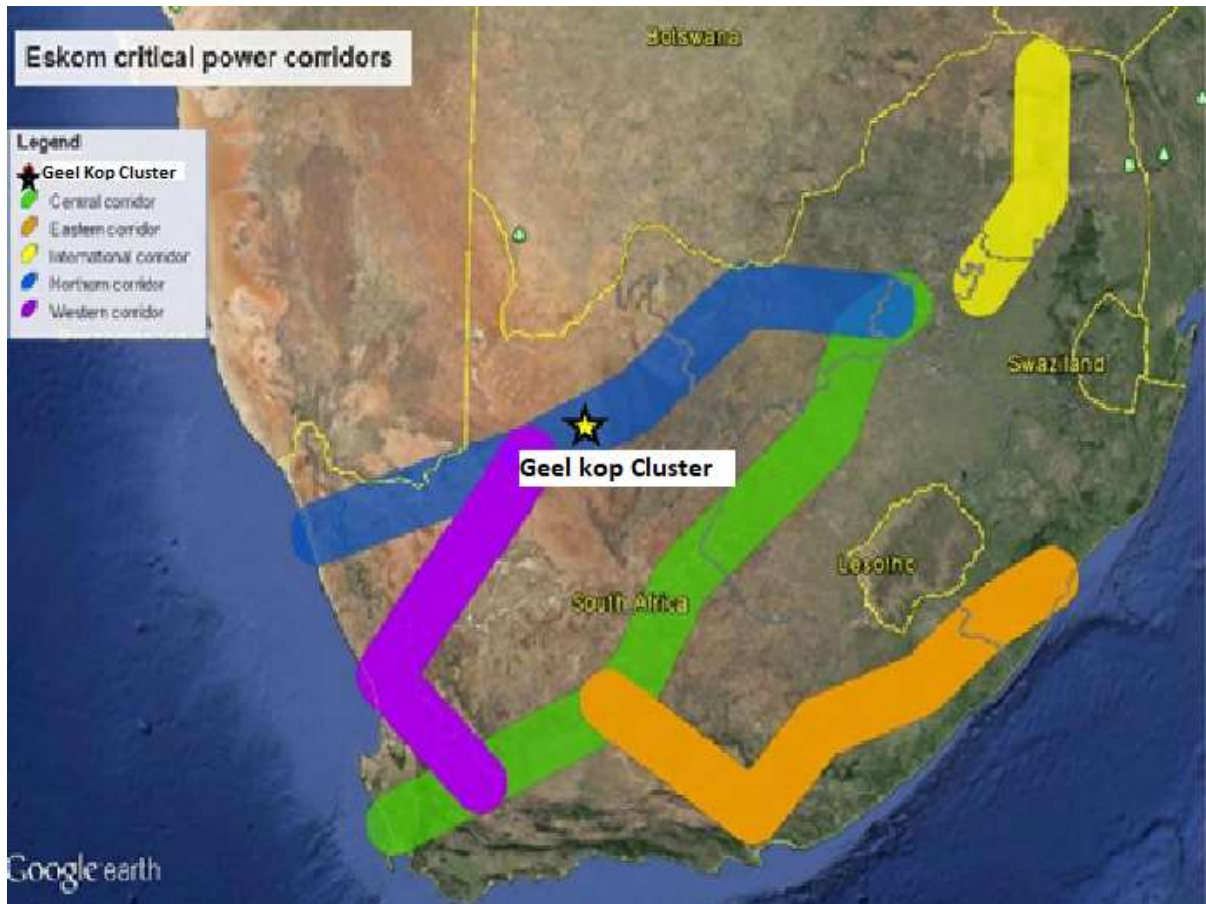 Botswana
Eskom critical power corridors
Legend
Geel Kop Cluster
Central corridor
Eastern corridor
International corridor
Northern corridor
Western corridor
Swaziland
Geel kop Cluster
Lesotho
South Africa
Google earth